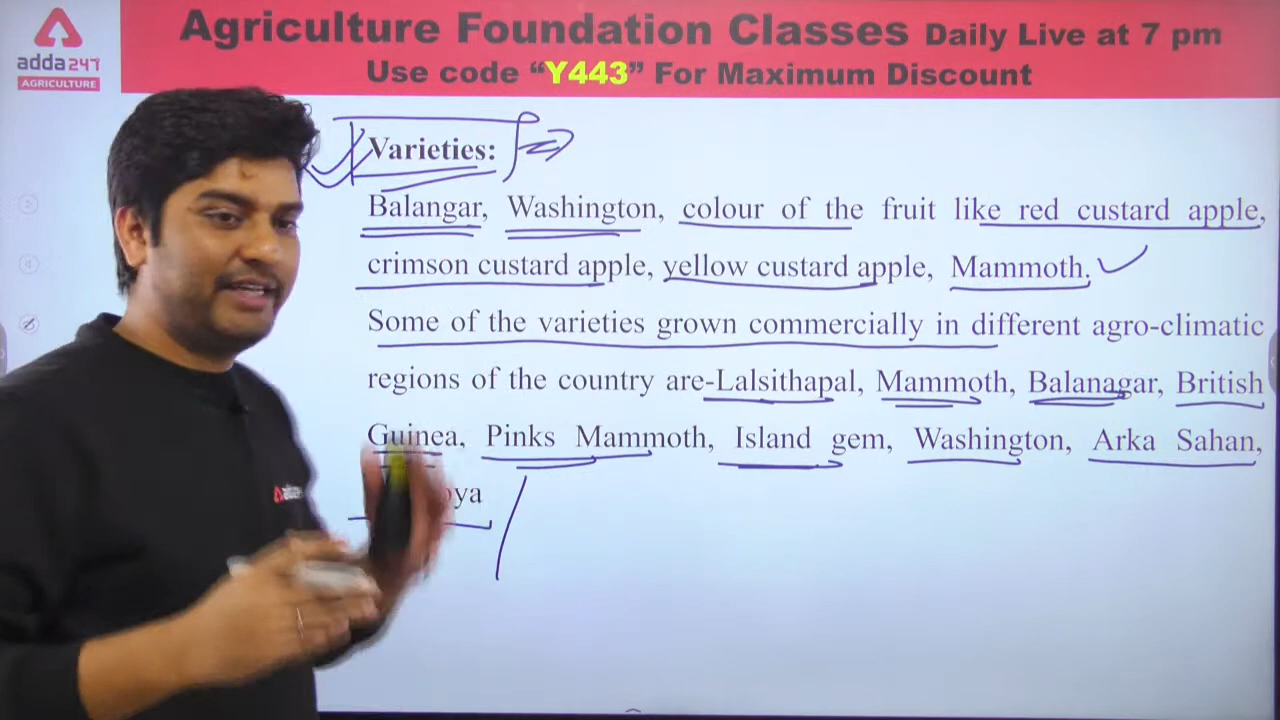 Agriculture Foundation Classes Daily Live at 7 pm
adda247
AGRICULTURE
Use code “Y443” For Maximum Discount
Varieties:
Balangar, Washington, colour of the fruit like red custard apple,
crimson custard apple, yellow custard apple, Mammoth.
Some of the varieties grown commercially in different agro-climatic
regions of the country are-Lalsithapal, Mammoth, Balanagar, British
Guinea, Pinks Mammoth, Island gem, Washington, Arka Sahan,